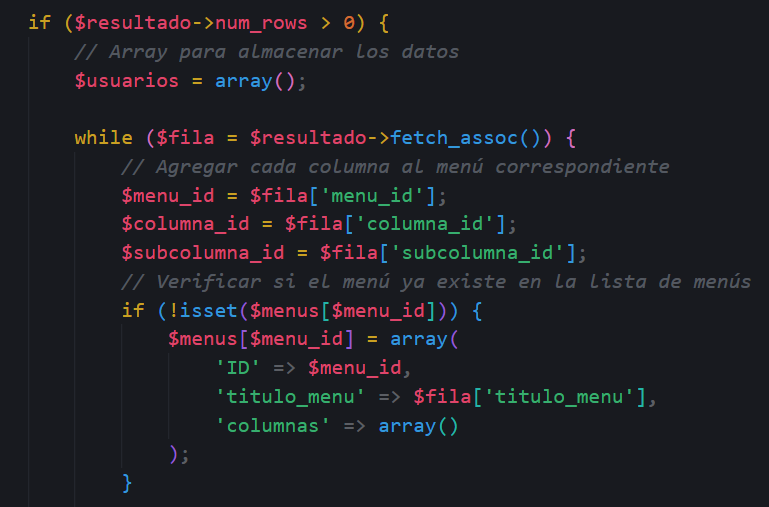 if ($resultado->num_rows > 0) {
// Array para almacenar los datos
$usuarios = array();
while ($fila = $resultado->fetch_assoc()) {
// Agregar cada columna al menú correspondiente
$menu_id = $fila['menu_id'];
$columna_id = $fila['columna_id'];
$subcolumna_id = $fila['subcolumna_id'];
// Verificar si el menú ya existe en la lista de menús
if (!isset($menus[$menu_id])) {
$menus[$menu_id] = array(
'ID' => $menu_id,
'titulo_menu' => $fila['titulo_menu'],
'columnas' => array()
);
}